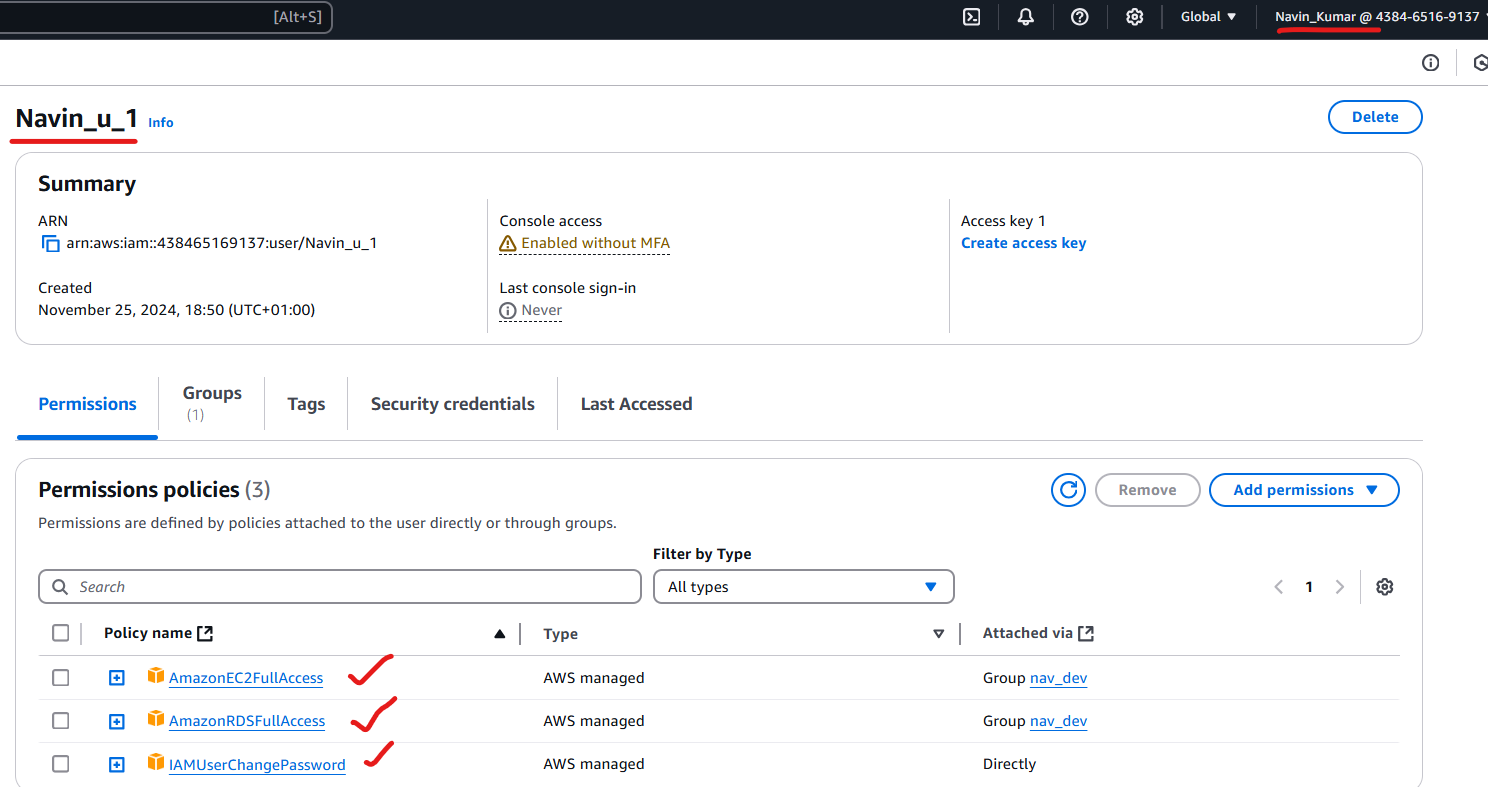 [Alt+S] Global Navin_Kumar @ 4384-6516-9137
Navin_u_1 Info Delete
Summary
ARN
arn:aws:iam::438465169137:user/Navin_u_1
Created
November 25, 2024, 18:50 (UTC+01:00)
Console access
Enabled without MFA
Last console sign-in
Never
Access key 1
Create access key
Permissions
Groups
(1)
Tags
Security credentials
Last Accessed
Permissions policies (3)
Remove
Add permissions
Permissions are defined by policies attached to the user directly or through groups.
Filter by Type
Search
All types
1
Policy name Type Attached via
AmazonEC2FullAccess AWS managed Group nav_dev
AmazonRDSFullAccess AWS managed Group nav_dev
IAMUserChangePassword AWS managed Directly